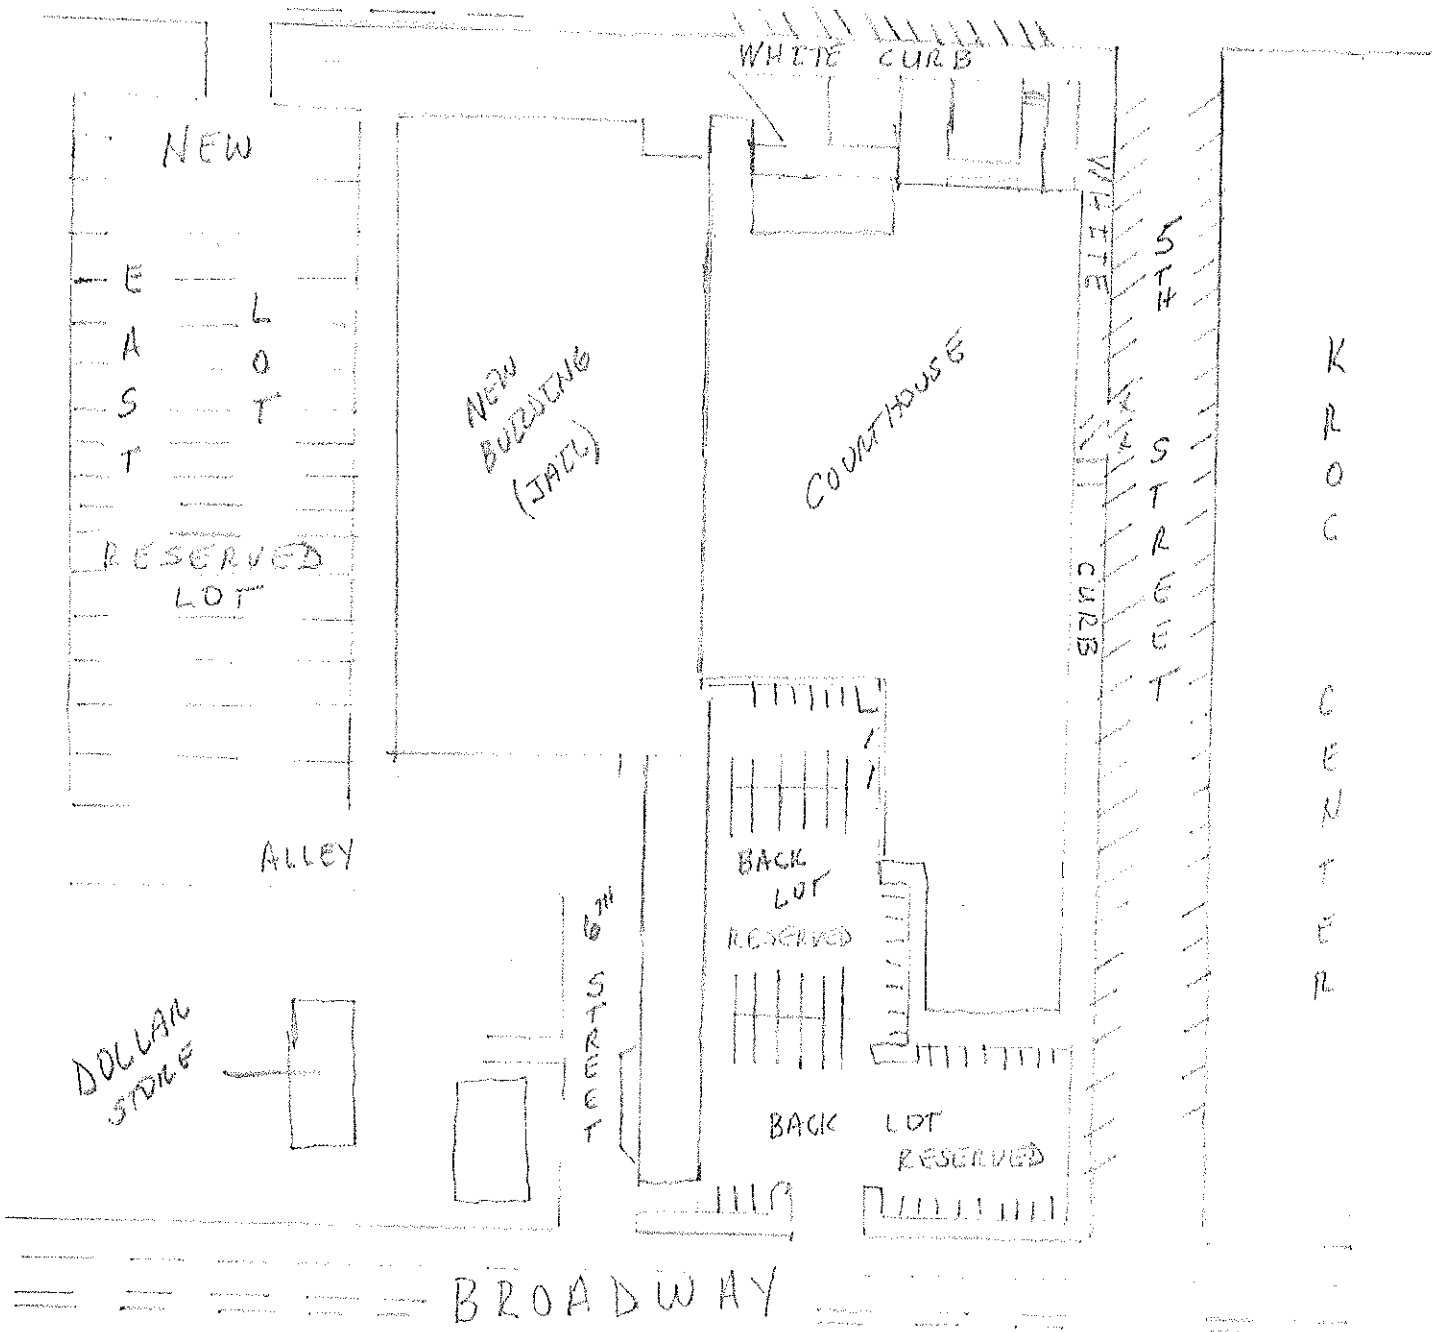 WHITE CURB
NEW
EAST
LOT
RESERVED
LOT
NEW
BUILDING
(JAIL)
COURTHOUSE
WHITE
CURB
5TH
STREET
KROC
CENTER
ALLEY
BACK
LOT
RESERVED
6TH
STREET
DOLLAR
STORE
BACK LOT
RESERVED
BROADWAY